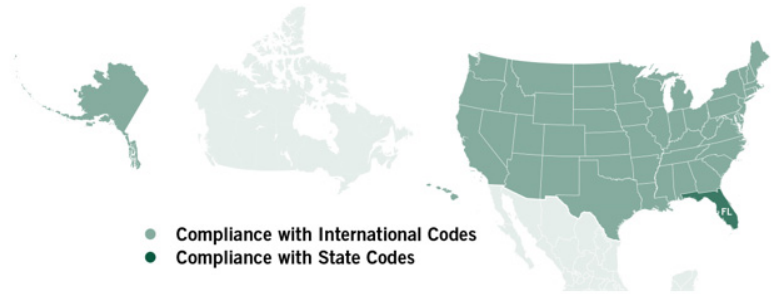 FL
Compliance with International Codes
Compliance with State Codes